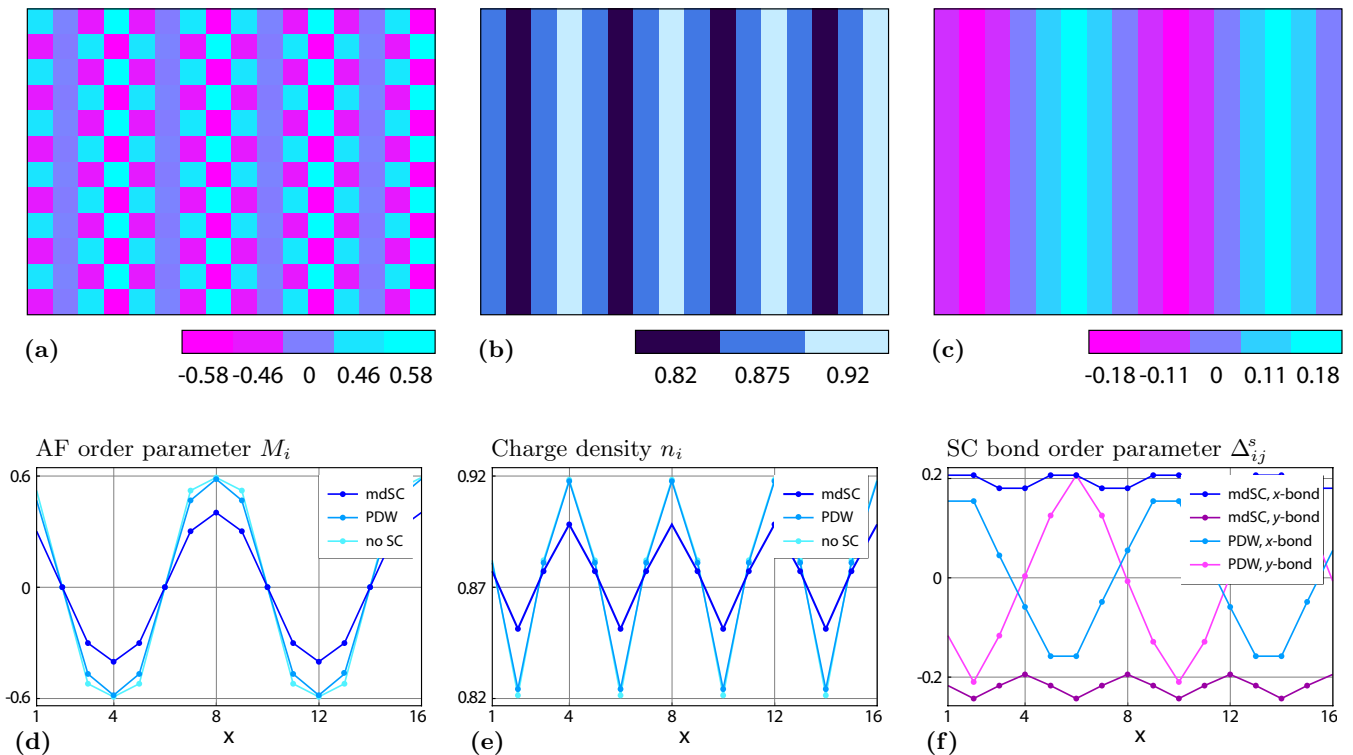 (a)
-0.58 -0.46 0 0.46 0.58
(b)
0.82 0.875 0.92
(c)
-0.18 -0.11 0 0.11 0.18
AF order parameter M_i
0.6
0
-0.6
1 4 8 12 16
x
mdSC
PDW
no SC
(d)
Charge density n_i
0.92
0.87
0.82
1 4 8 12 16
x
mdSC
PDW
no SC
(e)
SC bond order parameter Δ^s_{ij}
0.2
0
-0.2
1 4 8 12 16
x
mdSC, x-bond
mdSC, y-bond
PDW, x-bond
PDW, y-bond
(f)